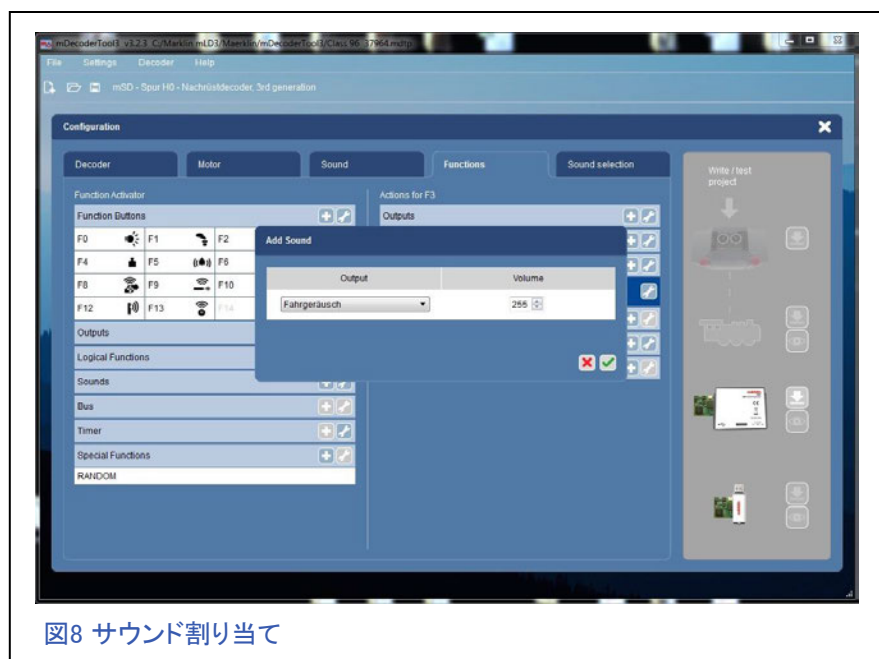 mDecoderTool3 v3.2.3 C:/Marklin mLD3/Maerklin/mDecoderTool3/Class 96_37964.mdtp
File Settings Decoder Help
mSD - Spur H0 - Nachrüstdecoder, 3rd generation
Configuration
Decoder Motor Sound Functions Sound selection
Write / test
project
Function Activator
Actions for F3
Function Buttons
Outputs
F0 F1 F2
F4 F5 F6
F8 F9 F10
F12 F13 F14
Add Sound
Output Volume
Fahrgeräusch 255
Outputs
Logical Functions
Sounds
Bus
Timer
Special Functions
RANDOM
図8 サウンド割り当て